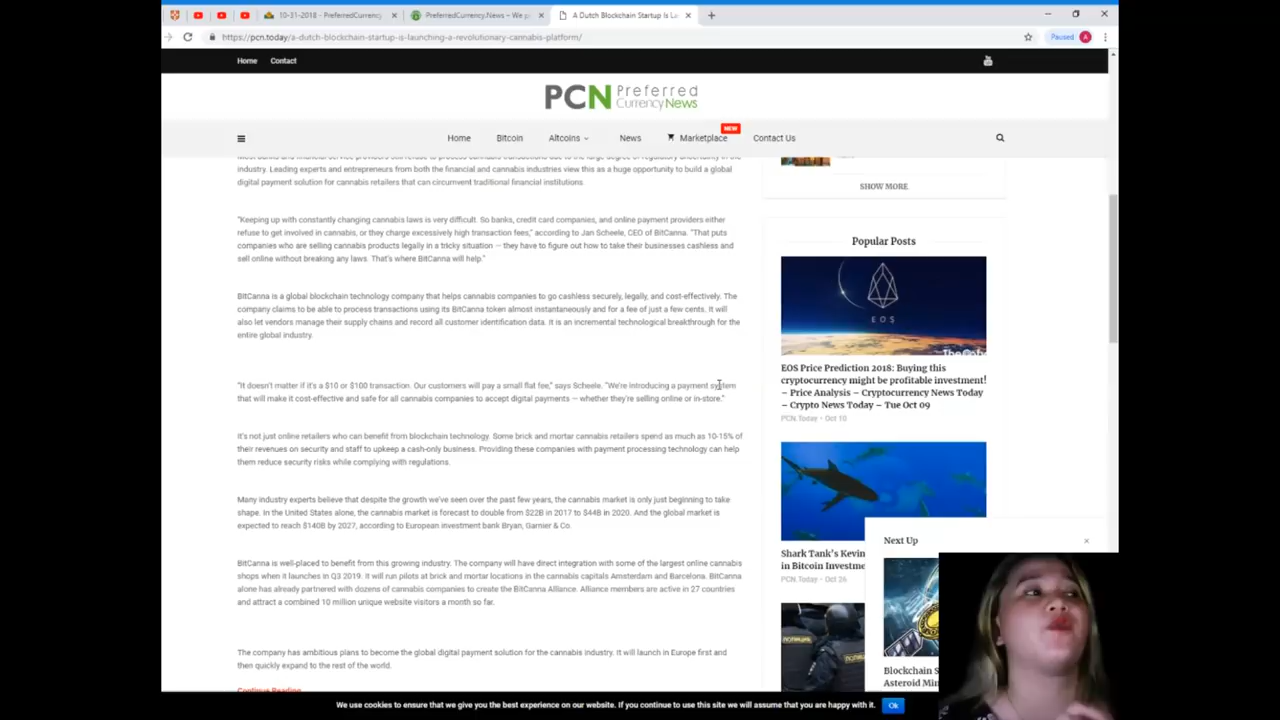 10-31-2018 - PreferredCurrency
PreferredCurrency.News – We p
A Dutch Blockchain Startup Is La
https://pcn.today/a-dutch-blockchain-startup-is-launching-a-revolutionary-cannabis-platform/
Paused
A
Home
Contact
PCN Preferred
Currency News
Home
Bitcoin
Altcoins
News
Marketplace
NEW
Contact Us
Most banks and financial service providers still refuse to process cannabis transactions due to the large degree of regulatory uncertainty in the
industry. Leading experts and entrepreneurs from both the financial and cannabis industries view this as a huge opportunity to build a global
digital payment solution for cannabis retailers that can circumvent traditional financial institutions.
“Keeping up with constantly changing cannabis laws is very difficult. So banks, credit card companies, and online payment providers either
refuse to get involved in cannabis, or they charge excessively high transaction fees,” according to Jan Scheele, CEO of BitCanna. “That puts
companies who are selling cannabis products legally in a tricky situation — they have to figure out how to take their businesses cashless and
sell online without breaking any laws. That’s where BitCanna will help.”
BitCanna is a global blockchain technology company that helps cannabis companies to go cashless securely, legally, and cost-effectively. The
company claims to be able to process transactions using its BitCanna token almost instantaneously and for a fee of just a few cents. It will
also let vendors manage their supply chains and record all customer identification data. It is an incremental technological breakthrough for the
entire global industry.
“It doesn’t matter if it’s a $10 or $100 transaction. Our customers will pay a small flat fee,” says Scheele. “We’re introducing a payment system
that will make it cost-effective and safe for all cannabis companies to accept digital payments — whether they’re selling online or in-store.”
It’s not just online retailers who can benefit from blockchain technology. Some brick and mortar cannabis retailers spend as much as 10-15% of
their revenues on security and staff to upkeep a cash-only business. Providing these companies with payment processing technology can help
them reduce security risks while complying with regulations.
Many industry experts believe that despite the growth we’ve seen over the past few years, the cannabis market is only just beginning to take
shape. In the United States alone, the cannabis market is forecast to double from $22B in 2017 to $44B in 2020. And the global market is
expected to reach $140B by 2027, according to European investment bank Bryan, Garnier & Co.
BitCanna is well-placed to benefit from this growing industry. The company will have direct integration with some of the largest online cannabis
shops when it launches in Q3 2019. It will run pilots at brick and mortar locations in the cannabis capitals Amsterdam and Barcelona. BitCanna
alone has already partnered with dozens of cannabis companies to create the BitCanna Alliance. Alliance members are active in 27 countries
and attract a combined 10 million unique website visitors a month so far.
The company has ambitious plans to become the global digital payment solution for the cannabis industry. It will launch in Europe first and
then quickly expand to the rest of the world.
Continue Reading
SHOW MORE
Popular Posts
EOS
EOS Price Prediction 2018: Buying this
cryptocurrency might be profitable investment!
– Price Analysis – Cryptocurrency News Today
– Crypto News Today – Tue Oct 09
PCN.Today - Oct 10
Shark Tank’s Kevin
in Bitcoin Investme
PCN.Today - Oct 26
Next Up
Blockchain S
Asteroid Min
We use cookies to ensure that we give you the best experience on our website. If you continue to use this site we will assume that you are happy with it.
Ok